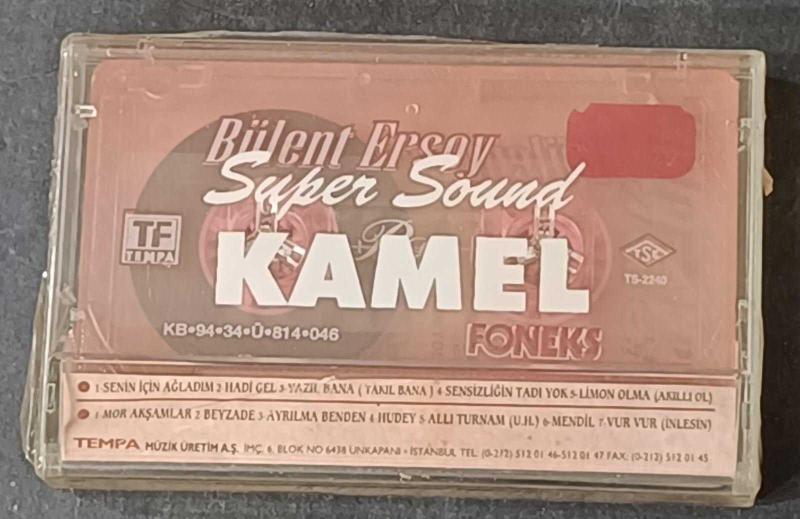 Bülent Ersoy
Super Sound
KAMEL
TF
TEMPA
TSE
TS-2240
KB•94•34•Ü•814•046
FONEKS
1 SENİN İÇİN AĞLADIM 2 HADİ GEL 3-YAZIL BANA ( TAKIL BANA ) 4 SENSİZLİĞİN TADI YOK 5-LİMON OLMA (AKILLI OL)
1 MOR AKŞAMLAR 2 BEYZADE 3-AYRILMA BENDEN 4 HUDEY 5 ALLI TURNAM (U.H.) 6-MENDİL 7-VUR VUR (İNLESİN)
TEMPA MÜZİK ÜRETİM A.Ş. İMÇ. 6. BLOK NO 6438 UNKAPANI - İSTANBUL TEL. (0-212) 512 01 46-512 01 47 FAX: (0-212) 512 01 45